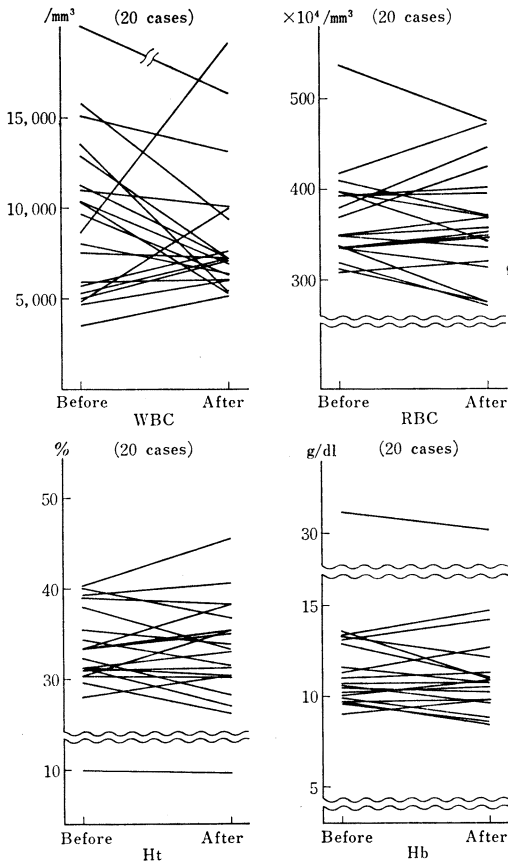 /mm³ (20 cases)
15,000
10,000
5,000
Before After
WBC
×10⁴/mm³ (20 cases)
500
400
300
Before After
RBC
% (20 cases)
50
40
30
10
Before After
Ht
g/dl (20 cases)
30
15
10
5
Before After
Hb